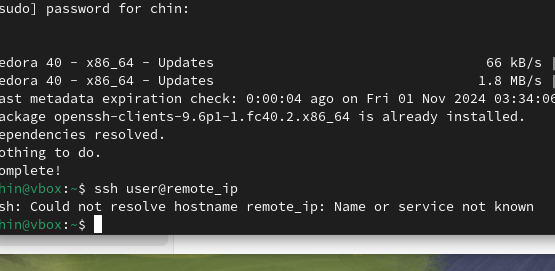 sudo] password for chin:
edora 40 - x86_64 - Updates 66 kB/s |
edora 40 - x86_64 - Updates 1.8 MB/s |
ast metadata expiration check: 0:00:04 ago on Fri 01 Nov 2024 03:34:06
ackage openssh-clients-9.6p1-1.fc40.2.x86_64 is already installed.
ependencies resolved.
othing to do.
omplete!
hin@vbox:~$ ssh user@remote_ip
sh: Could not resolve hostname remote_ip: Name or service not known
hin@vbox:~$